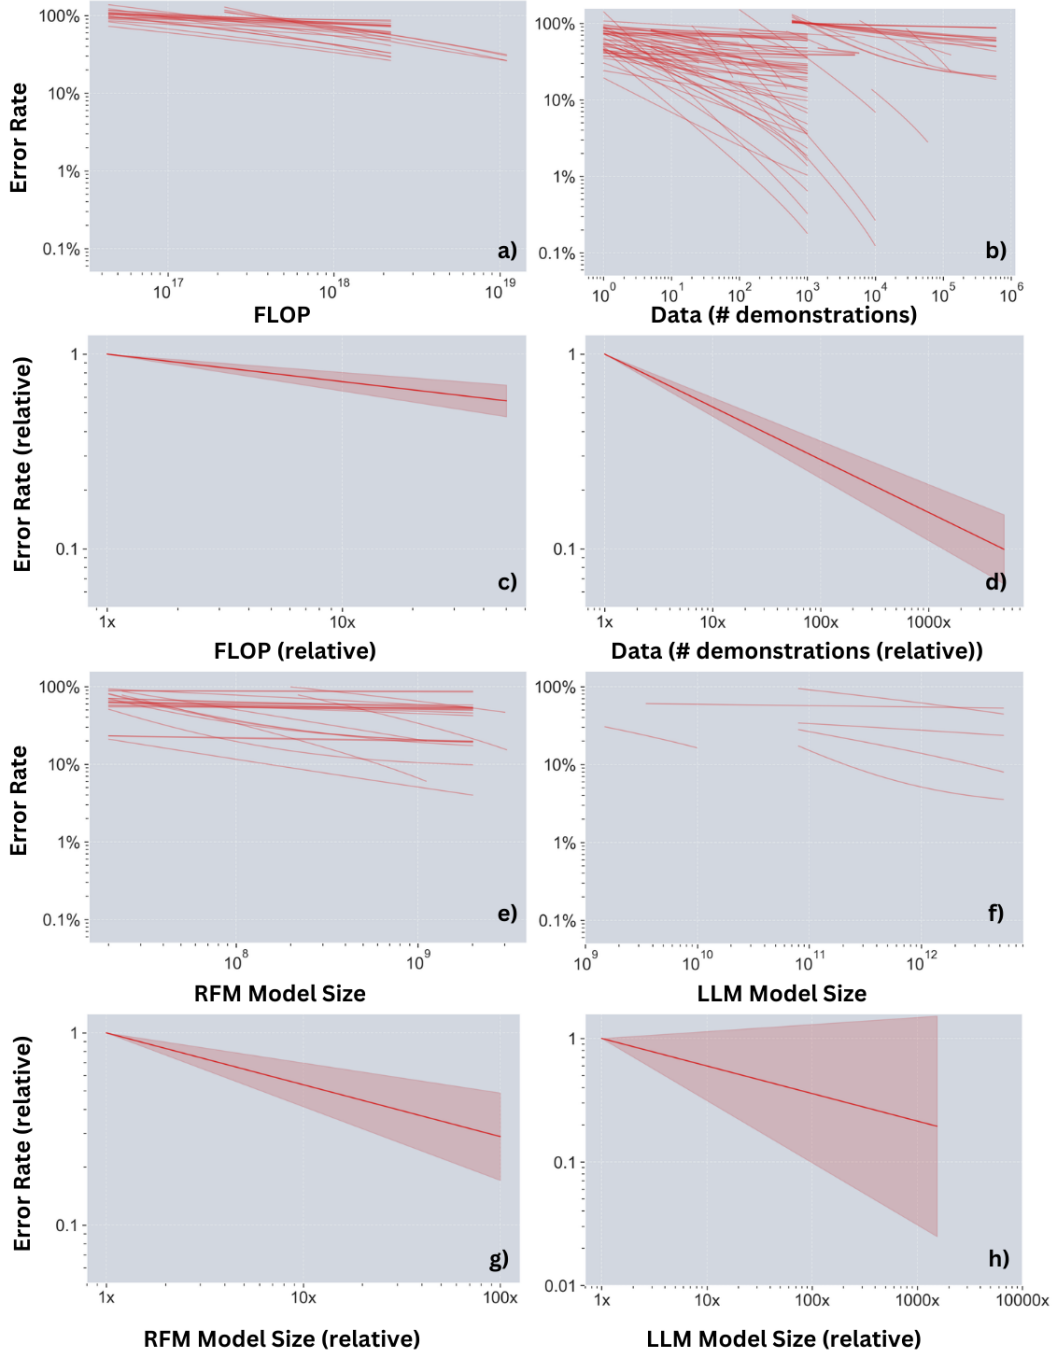 Error Rate
100%
10%
1%
0.1%
a)
10^17
10^18
10^19
FLOP
100%
10%
1%
0.1%
b)
10^0
10^1
10^2
10^3
10^4
10^5
10^6
Data (# demonstrations)
Error Rate (relative)
1
0.1
c)
1x
10x
FLOP (relative)
1
0.1
d)
1x
10x
100x
1000x
Data (# demonstrations (relative))
Error Rate
100%
10%
1%
0.1%
e)
10^8
10^9
RFM Model Size
100%
10%
1%
0.1%
f)
10^9
10^10
10^11
10^12
LLM Model Size
Error Rate (relative)
1
0.1
g)
1x
10x
100x
RFM Model Size (relative)
1
0.1
0.01
h)
1x
10x
100x
1000x
10000x
LLM Model Size (relative)